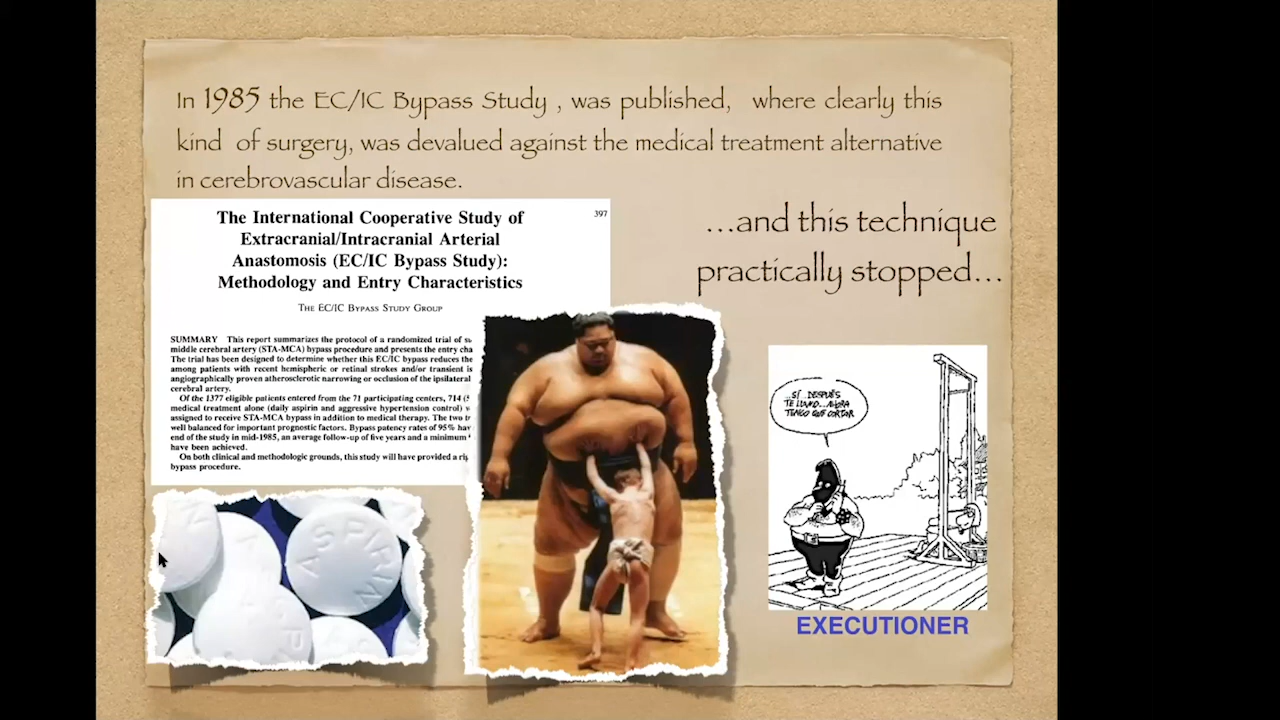 In 1985 the EC/IC Bypass Study , was published, where clearly this
kind of surgery, was devalued against the medical treatment alternative
in cerebrovascular disease.
...and this technique
practically stopped...
397
The International Cooperative Study of
Extracranial/Intracranial Arterial
Anastomosis (EC/IC Bypass Study):
Methodology and Entry Characteristics
THE EC/IC BYPASS STUDY GROUP
SUMMARY This report summarizes the protocol of a randomized trial of
middle cerebral artery (STA-MCA) bypass procedure and presents the entry
The trial has been designed to determine whether this EC/IC bypass reduces the
among patients with recent hemispheric or retinal strokes and/or transient
angiographically proven atherosclerotic narrowing or occlusion of the ipsilateral
cerebral artery.
Of the 1377 eligible patients entered from the 71 participating centers, 714
medical treatment alone (daily aspirin and aggressive hypertension control)
assigned to receive STA-MCA bypass in addition to medical therapy. The two
well balanced for important prognostic factors. Bypass patency rates of 95%
end of the study in mid-1985, an average follow-up of five years and a minimum
have been achieved.
On both clinical and methodologic grounds, this study will have provided a
bypass procedure.
ASPIRIN
...SÍ, DESPUÉS
TE LLAMO...AHORA
TENGO QUE CORTAR
EXECUTIONER